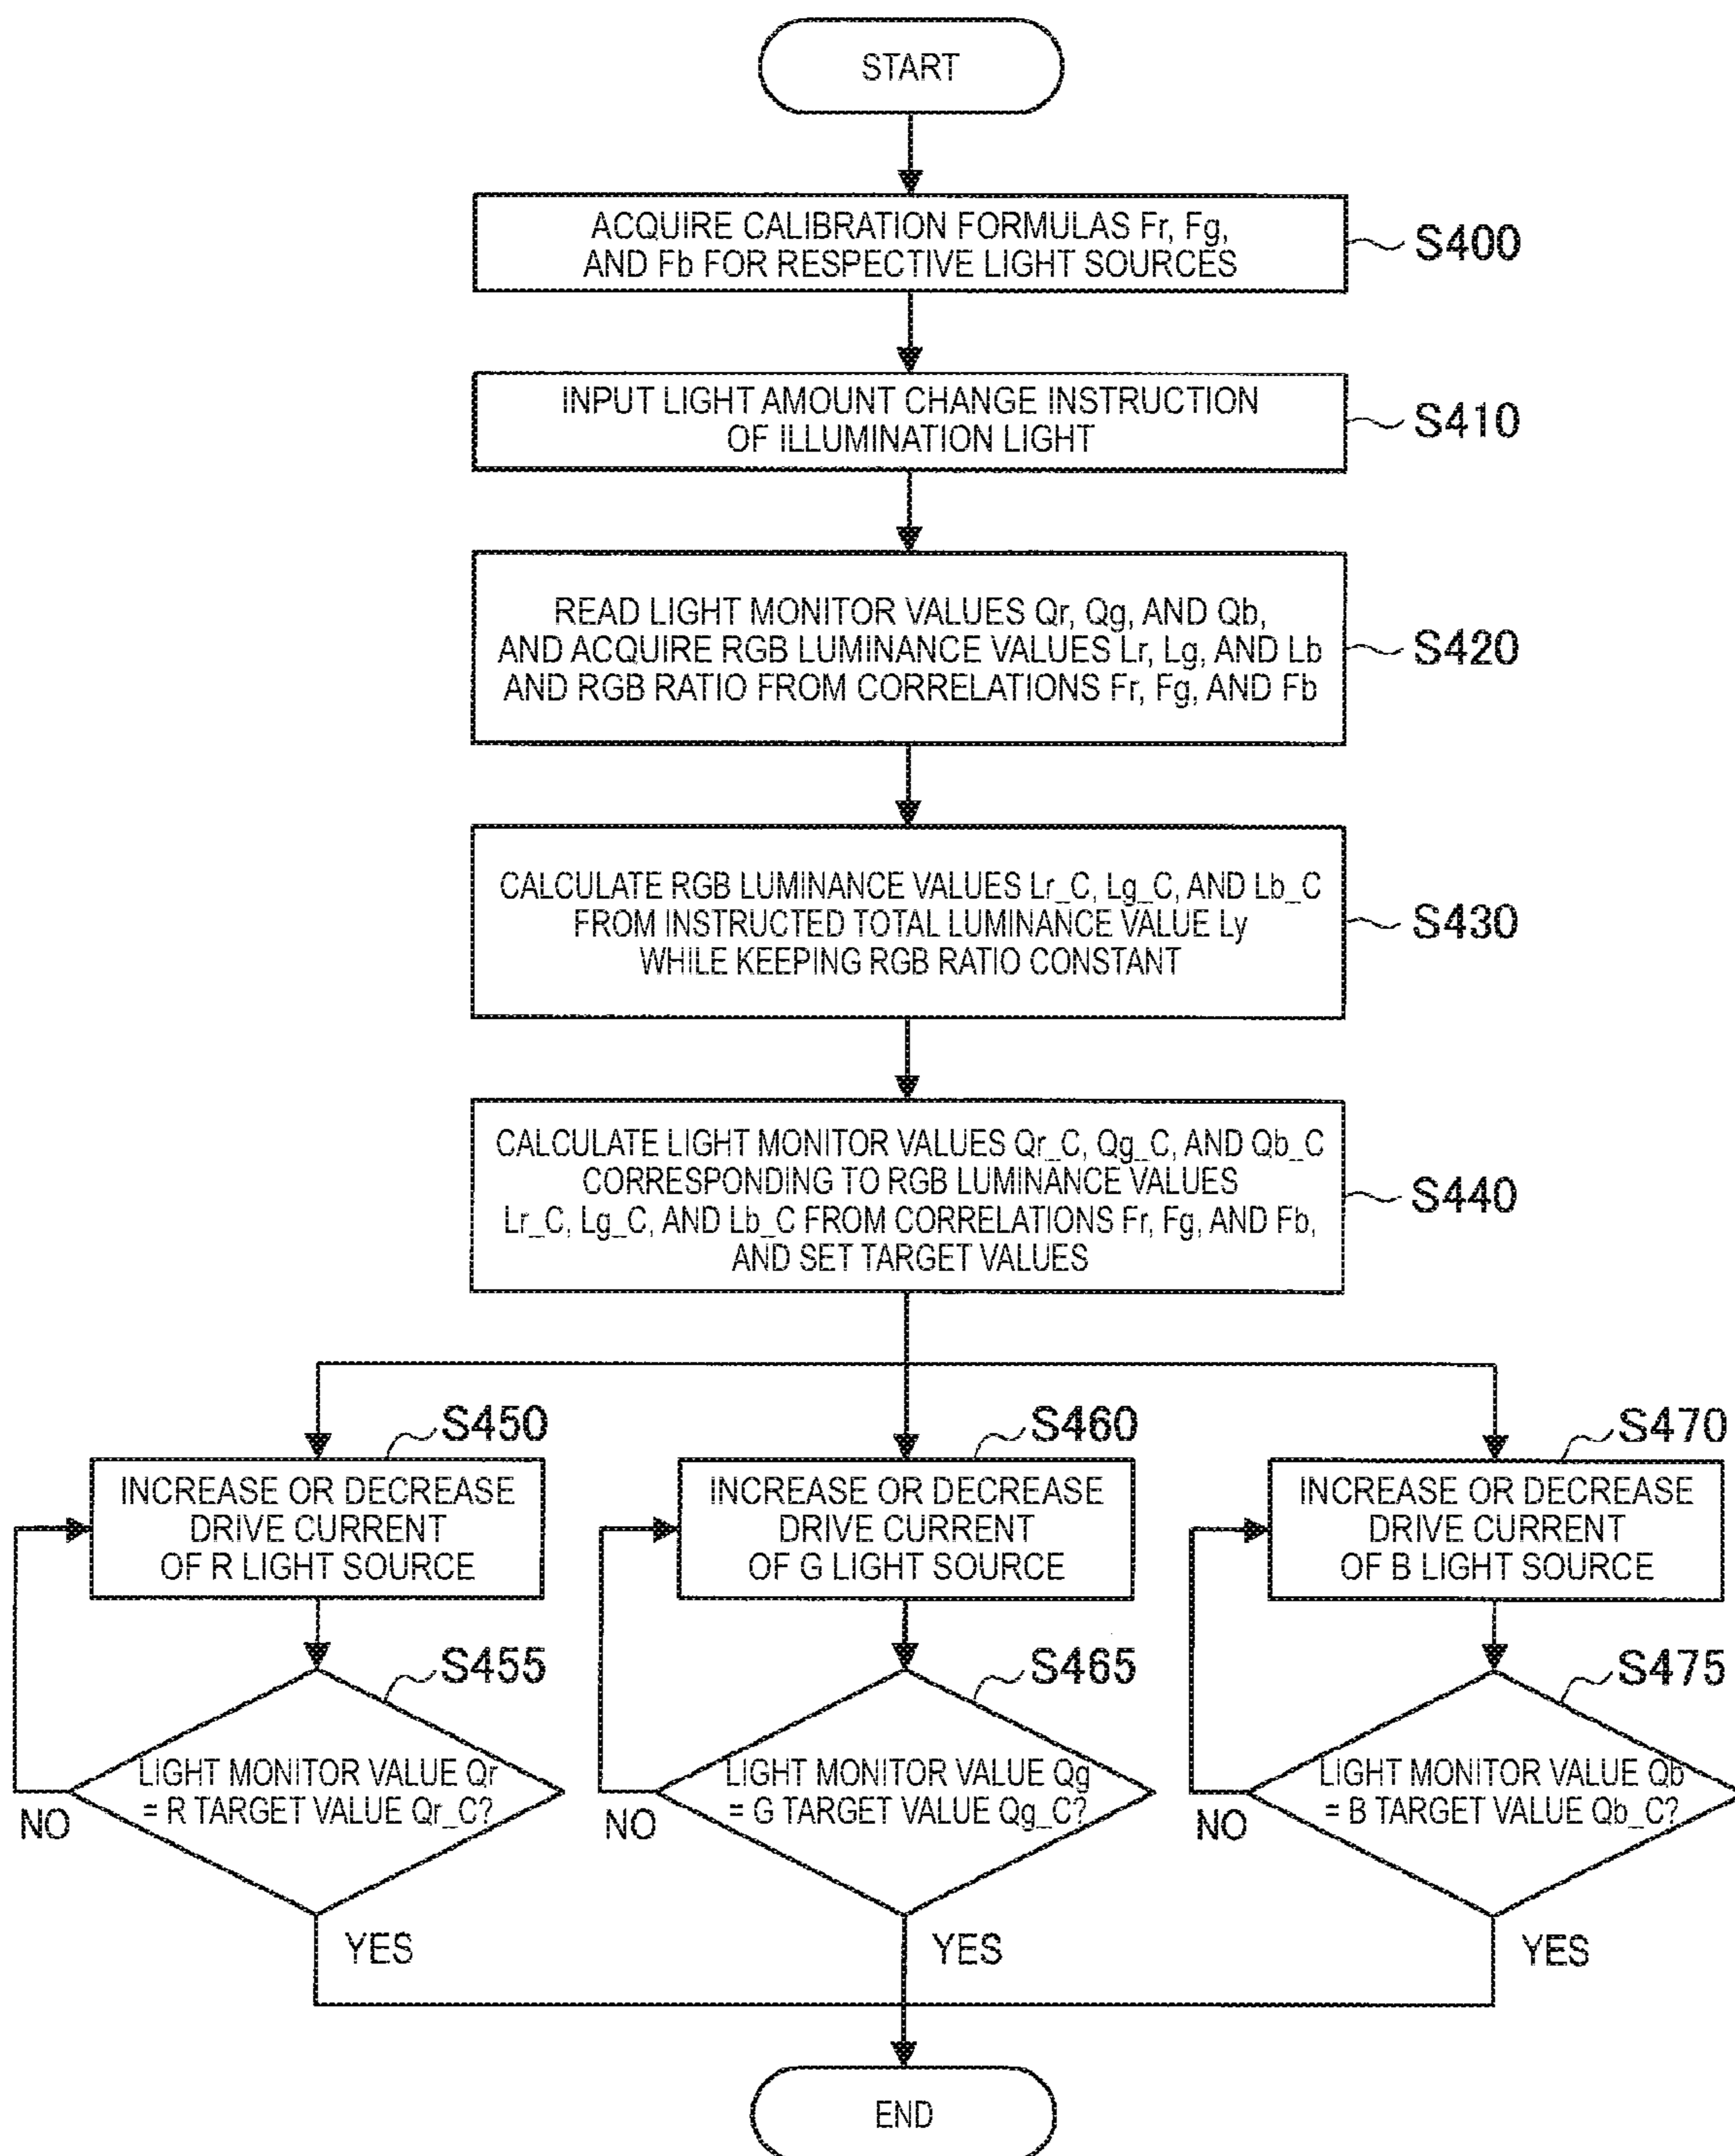 START
ACQUIRE CALIBRATION FORMULAS Fr, Fg,
AND Fb FOR RESPECTIVE LIGHT SOURCES
S400
INPUT LIGHT AMOUNT CHANGE INSTRUCTION
OF ILLUMINATION LIGHT
S410
READ LIGHT MONITOR VALUES Qr, Qg, AND Qb,
AND ACQUIRE RGB LUMINANCE VALUES Lr, Lg, AND Lb
AND RGB RATIO FROM CORRELATIONS Fr, Fg, AND Fb
S420
CALCULATE RGB LUMINANCE VALUES Lr_C, Lg_C, AND Lb_C
FROM INSTRUCTED TOTAL LUMINANCE VALUE Ly
WHILE KEEPING RGB RATIO CONSTANT
S430
CALCULATE LIGHT MONITOR VALUES Qr_C, Qg_C, AND Qb_C
CORRESPONDING TO RGB LUMINANCE VALUES
Lr_C, Lg_C, AND Lb_C FROM CORRELATIONS Fr, Fg, AND Fb,
AND SET TARGET VALUES
S440
S450
INCREASE OR DECREASE
DRIVE CURRENT
OF R LIGHT SOURCE
S460
INCREASE OR DECREASE
DRIVE CURRENT
OF G LIGHT SOURCE
S470
INCREASE OR DECREASE
DRIVE CURRENT
OF B LIGHT SOURCE
S455
LIGHT MONITOR VALUE Qr
= R TARGET VALUE Qr_C?
NO
YES
S465
LIGHT MONITOR VALUE Qg
= G TARGET VALUE Qg_C?
NO
YES
S475
LIGHT MONITOR VALUE Qb
= B TARGET VALUE Qb_C?
NO
YES
END